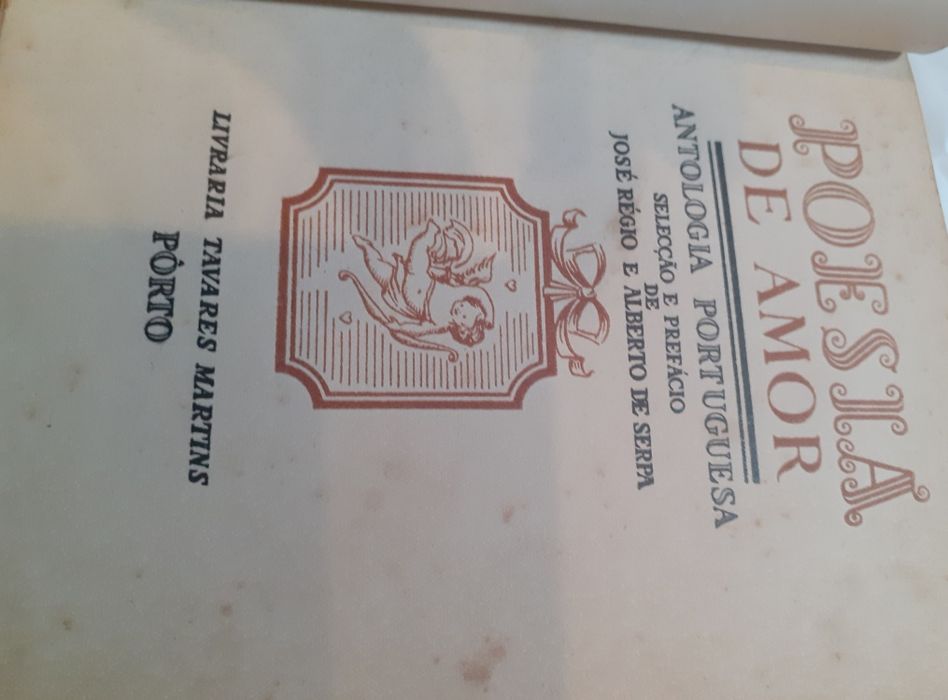 POESIA
DE AMOR
ANTOLOGIA PORTUGUESA
SELECÇÃO E PREFÁCIO
DE
JOSÉ RÉGIO E ALBERTO DE SERPA
LIVRARIA TAVARES MARTINS
PÔRTO